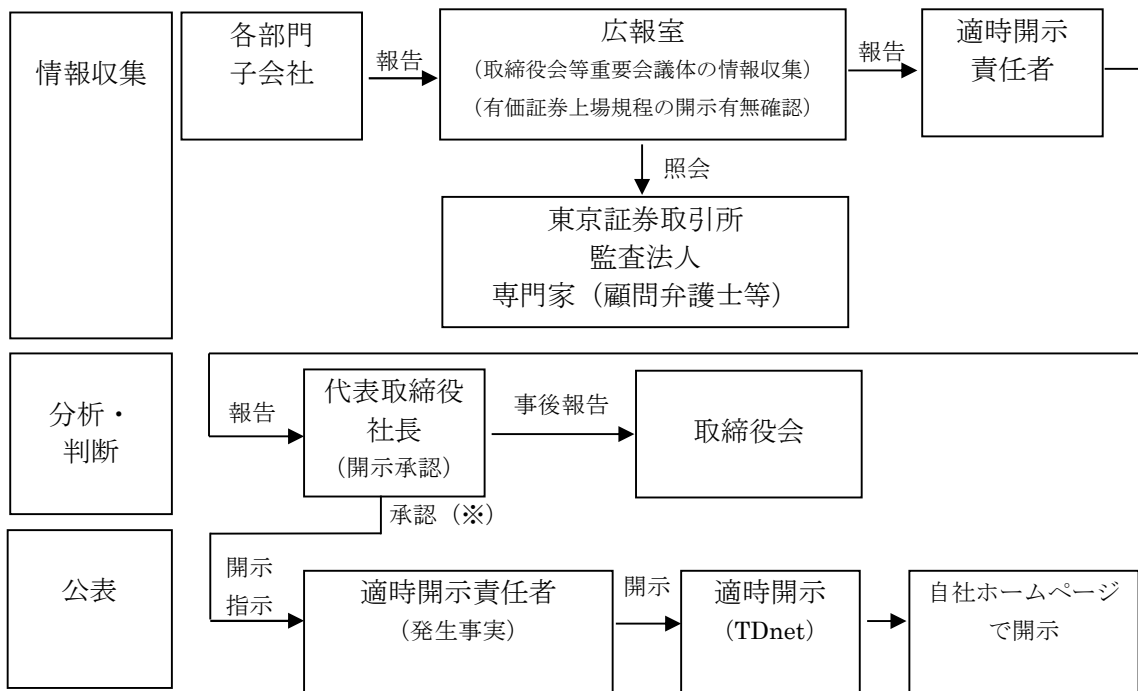 情報収集
各部門
子会社
報告
広報室
(取締役会等重要会議体の情報収集)
(有価証券上場規程の開示有無確認)
報告
適時開示
責任者
照会
東京証券取引所
監査法人
専門家(顧問弁護士等)
分析・
判断
報告
代表取締役
社長
(開示承認)
事後報告
取締役会
承認(※)
公表
開示
指示
適時開示責任者
(発生事実)
開示
適時開示
(TDnet)
自社ホームページ
で開示